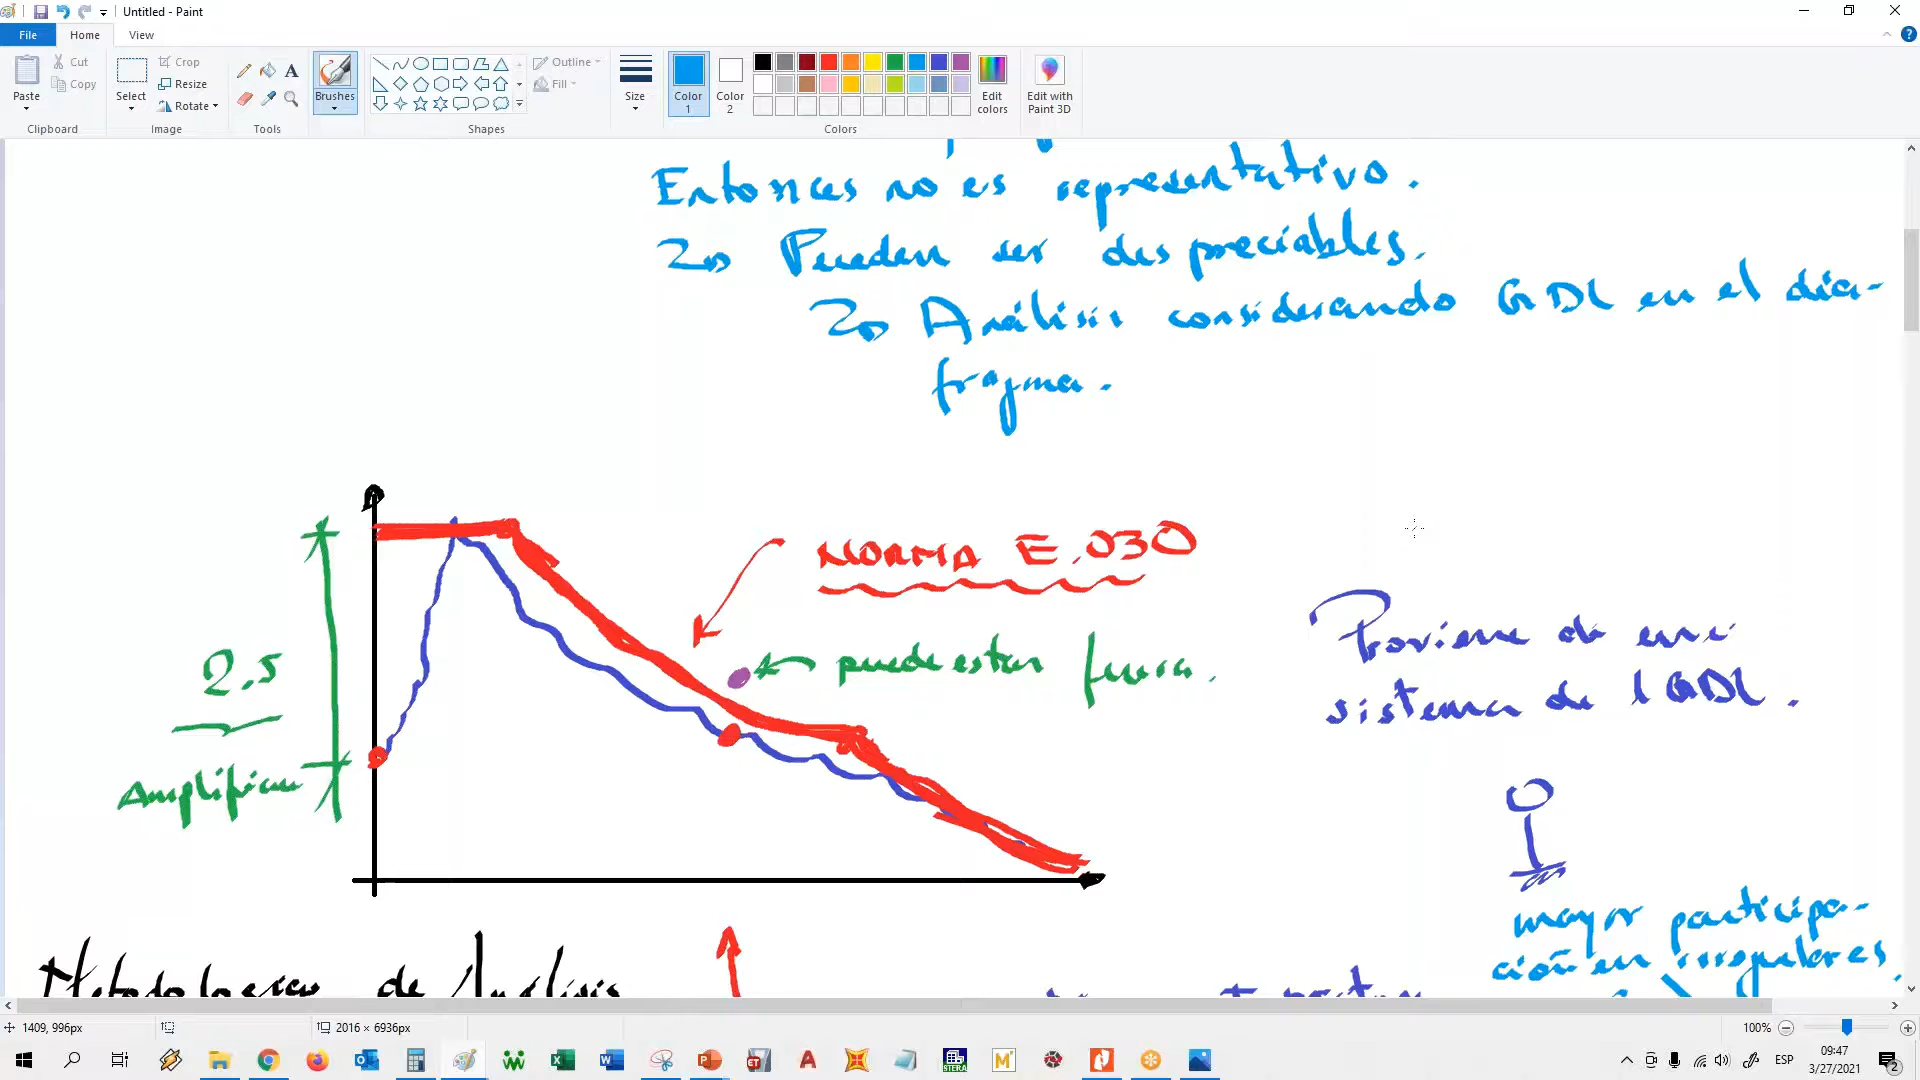 Untitled - Paint
File
Home
View
Paste
Cut
Copy
Clipboard
Select
Crop
Resize
Rotate
Image
Tools
Brushes
Shapes
Outline
Fill
Size
Color 1
Color 2
Colors
Edit colors
Edit with Paint 3D
Entonces no es representativo.
Pueden ser despreciables.
Análisis considerando GDL en el dia-
fragma.
NORMA E.030
puede estar fuera.
2.5
Amplifica
Proviene de un
sistema de 1 GDL.
mayor participa-
ción en irregulares.
Metodologías de Análisis
1409, 996px
2016 × 6936px
100%
ESP
09:47
3/27/2021
2